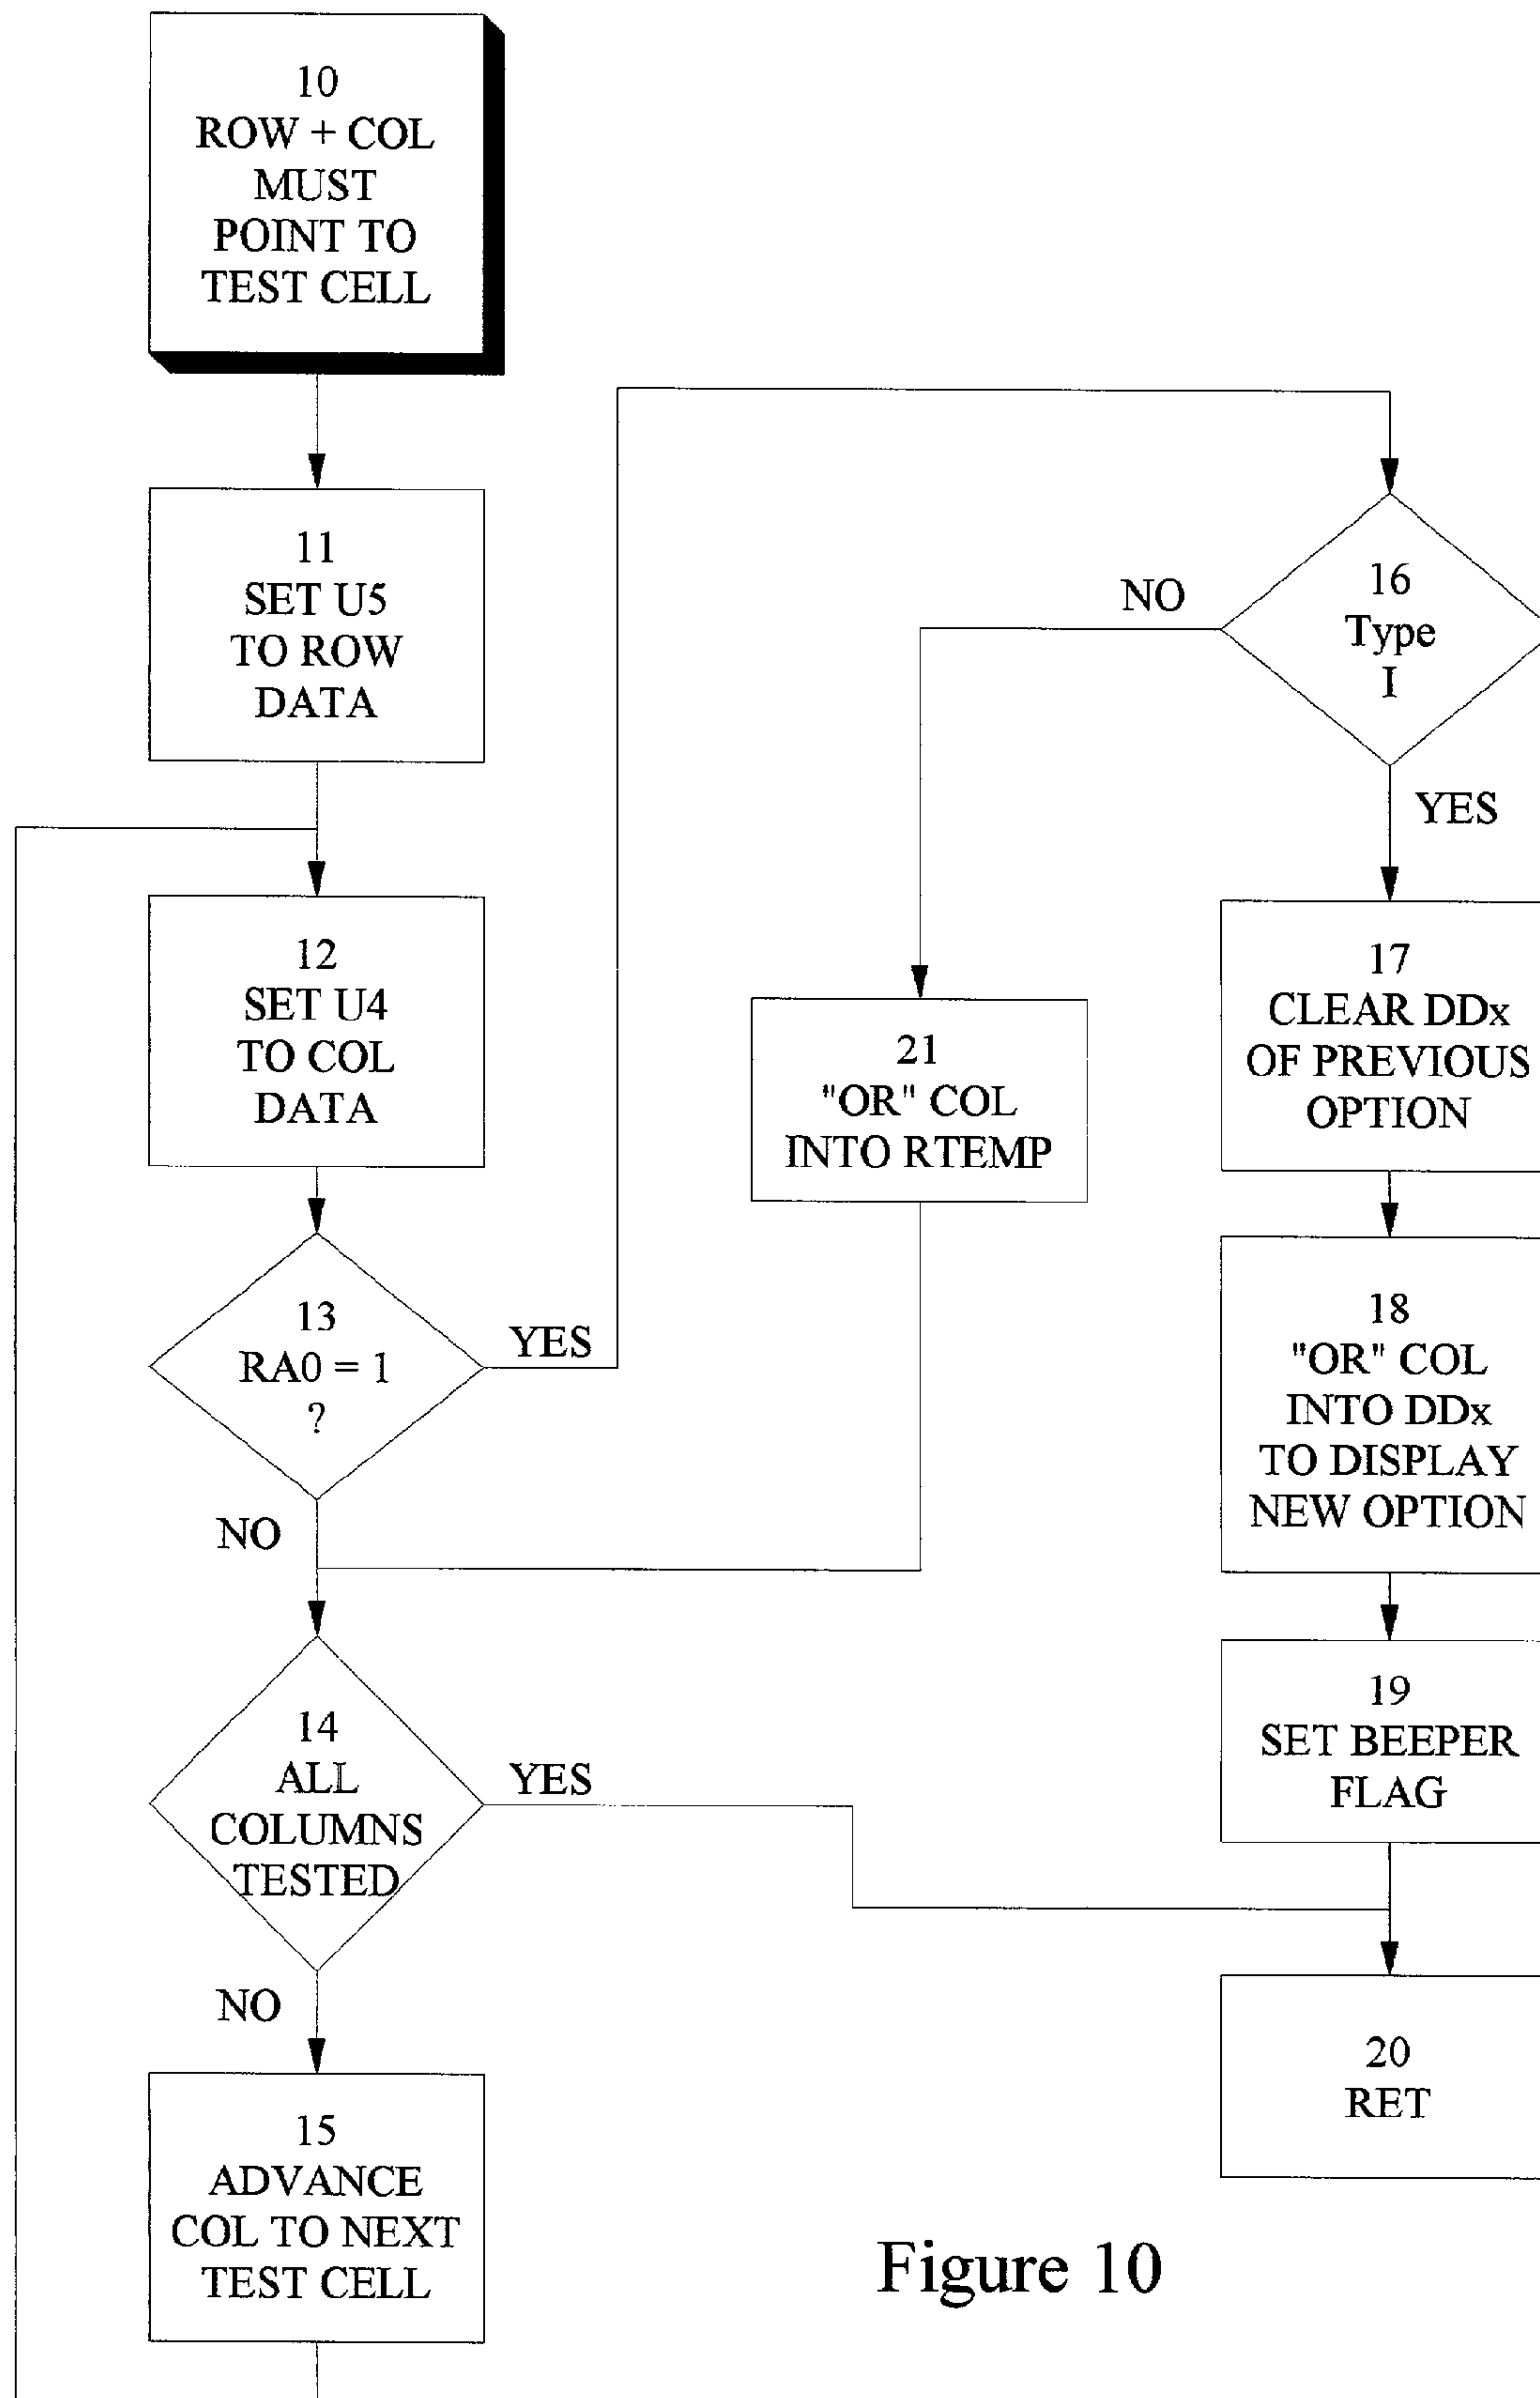 10
ROW + COL
MUST
POINT TO
TEST CELL
11
SET U5
TO ROW
DATA
12
SET U4
TO COL
DATA
13
RA0 = 1
?
YES
NO
14
ALL
COLUMNS
TESTED
YES
NO
15
ADVANCE
COL TO NEXT
TEST CELL
16
Type
I
NO
YES
21
"OR" COL
INTO RTEMP
17
CLEAR DDx
OF PREVIOUS
OPTION
18
"OR" COL
INTO DDx
TO DISPLAY
NEW OPTION
19
SET BEEPER
FLAG
20
RET
Figure 10